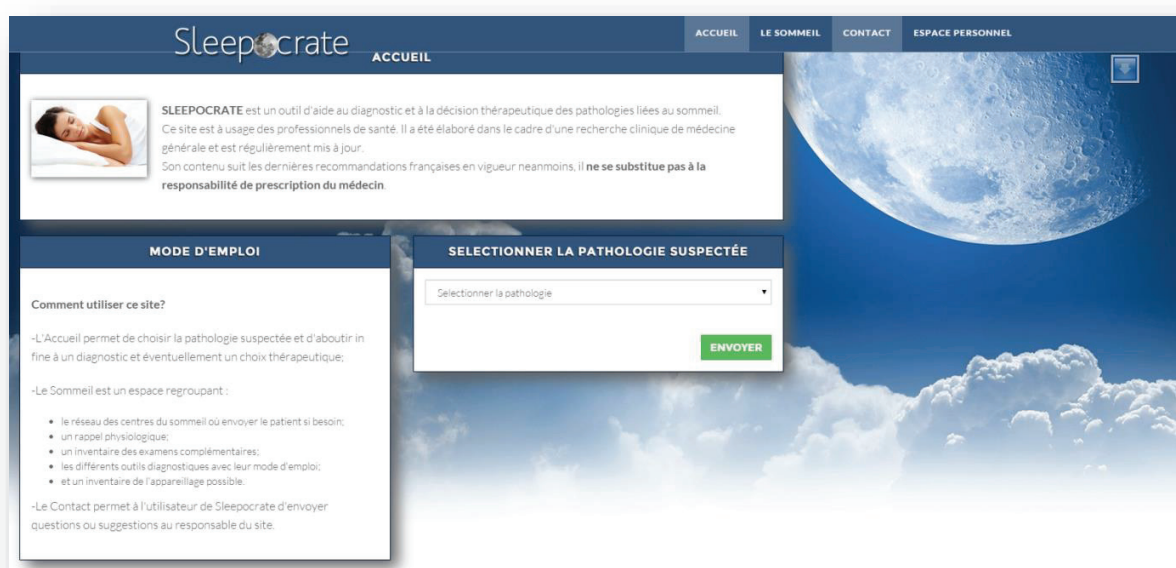 Sleepocrate
ACCUEIL LE SOMMEIL CONTACT ESPACE PERSONNEL
ACCUEIL
SLEEPOCRATE est un outil d'aide au diagnostic et à la décision thérapeutique des pathologies liées au sommeil.
Ce site est à usage des professionnels de santé. Il a été élaboré dans le cadre d'une recherche clinique de médecine
générale et est régulièrement mis à jour.
Son contenu suit les dernières recommandations françaises en vigueur neanmoins, il ne se substitue pas à la
responsabilité de prescription du médecin.
MODE D'EMPLOI
Comment utiliser ce site?
-L'Accueil permet de choisir la pathologie suspectée et d'aboutir in
fine à un diagnostic et éventuellement un choix thérapeutique;
-Le Sommeil est un espace regroupant :
• le réseau des centres du sommeil où envoyer le patient si besoin;
• un rappel physiologique;
• un inventaire des examens complémentaires;
• les différents outils diagnostiques avec leur mode d'emploi;
• et un inventaire de l'appareillage possible.
-Le Contact permet à l'utilisateur de Sleepocrate d'envoyer
questions ou suggestions au responsable du site.
SELECTIONNER LA PATHOLOGIE SUSPECTÉE
Selectionner la pathologie
ENVOYER